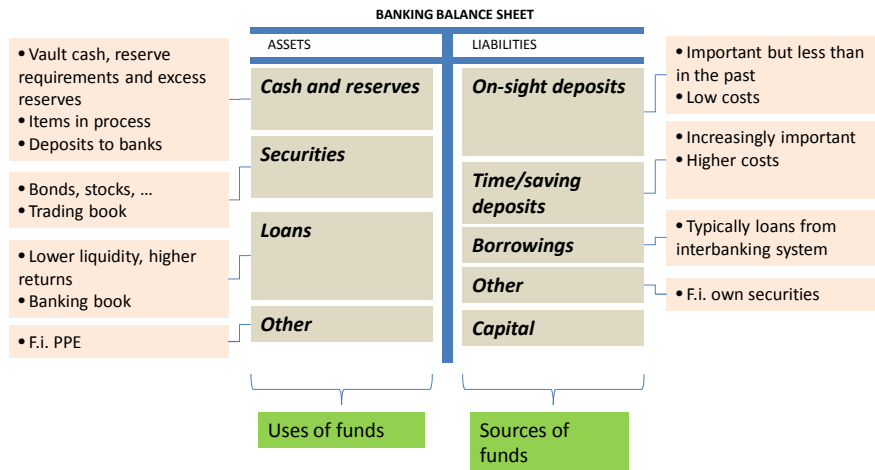 BANKING BALANCE SHEET
ASSETS
LIABILITIES
• Vault cash, reserve
requirements and excess
reserves
• Items in process
• Deposits to banks
• Bonds, stocks, …
• Trading book
• Lower liquidity, higher
returns
• Banking book
• F.i. PPE
Cash and reserves
Securities
Loans
Other
On-sight deposits
Time/saving
deposits
Borrowings
Other
Capital
• Important but less than
in the past
• Low costs
• Increasingly important
• Higher costs
• Typically loans from
interbanking system
• F.i. own securities
Uses of funds
Sources of
funds